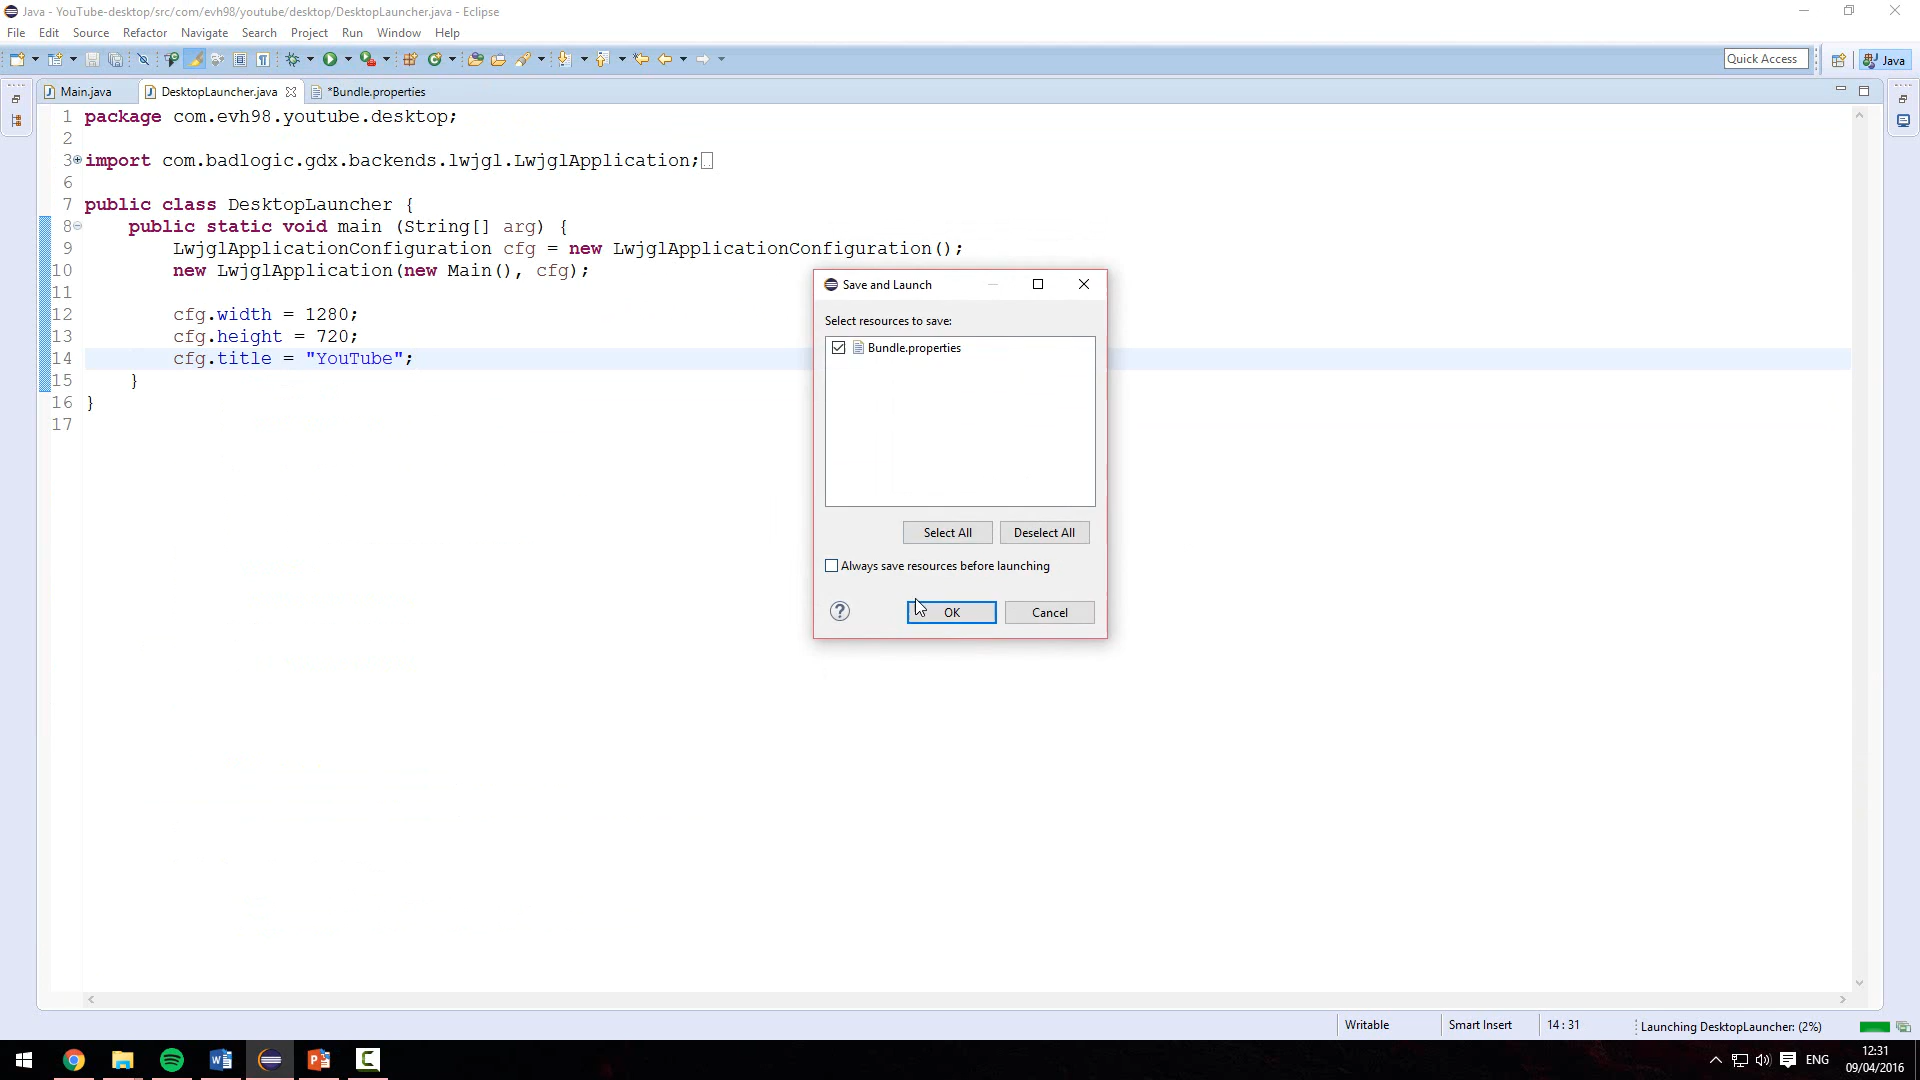 Java - YouTube-desktop/src/com/evh98/youtube/desktop/DesktopLauncher.java - Eclipse
File Edit Source Refactor Navigate Search Project Run Window Help
Quick Access
Java
Main.java
DesktopLauncher.java
*Bundle.properties
1 package com.evh98.youtube.desktop;
2
3 import com.badlogic.gdx.backends.lwjgl.LwjglApplication;
6
7 public class DesktopLauncher {
8 public static void main (String[] arg) {
9 LwjglApplicationConfiguration cfg = new LwjglApplicationConfiguration();
10 new LwjglApplication(new Main(), cfg);
11
12 cfg.width = 1280;
13 cfg.height = 720;
14 cfg.title = "YouTube";
15 }
16 }
17
Save and Launch
Select resources to save:
Bundle.properties
Select All Deselect All
Always save resources before launching
OK Cancel
Writable Smart Insert 14 : 31 Launching DesktopLauncher: (2%)
ENG
12:31
09/04/2016